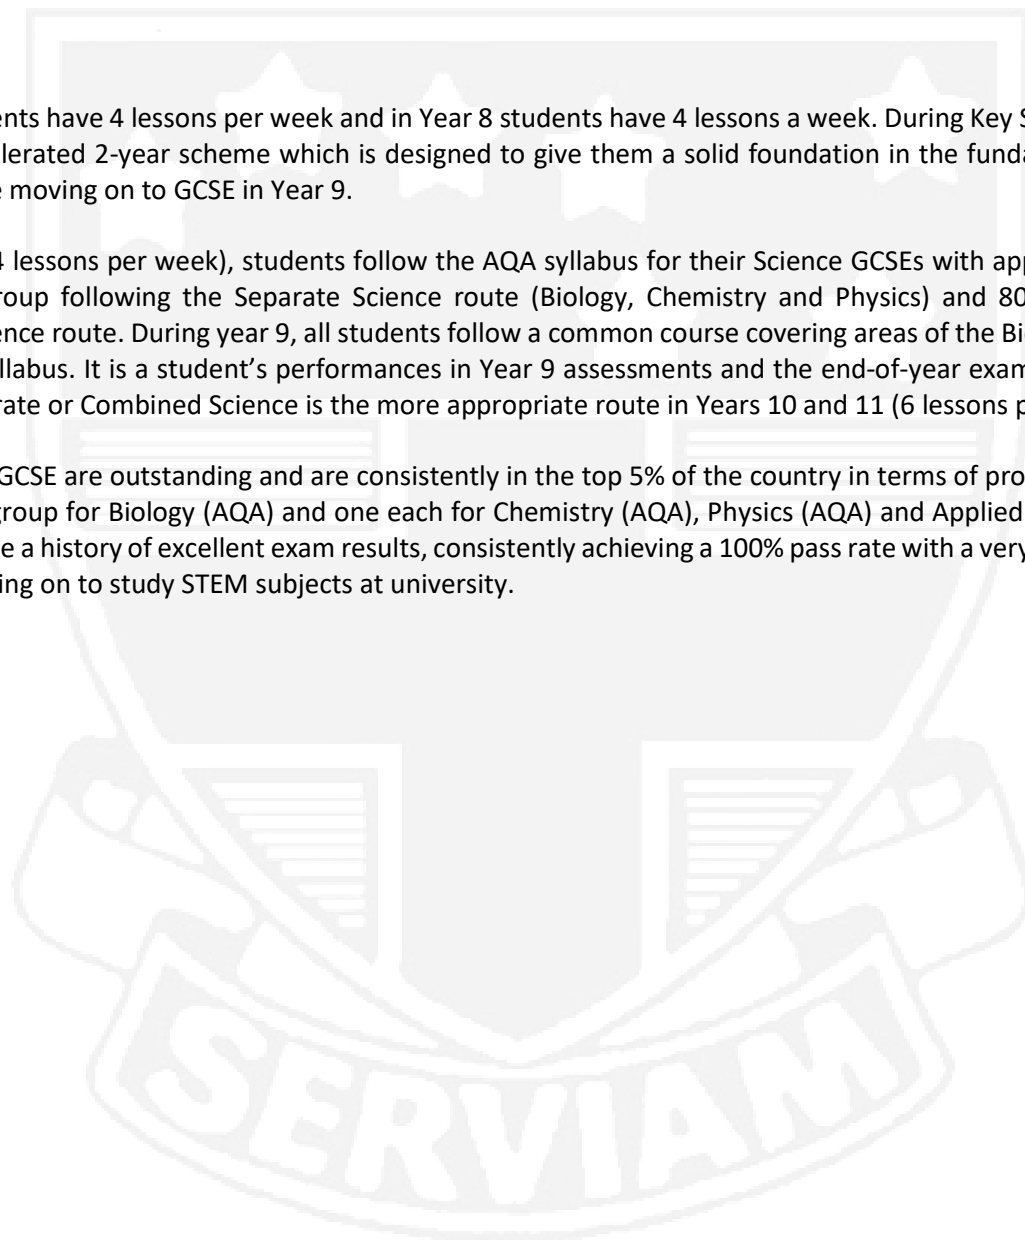 ents have 4 lessons per week and in Year 8 students have 4 lessons a week. During Key S
lerated 2-year scheme which is designed to give them a solid foundation in the funda
e moving on to GCSE in Year 9.
4 lessons per week), students follow the AQA syllabus for their Science GCSEs with app
roup following the Separate Science route (Biology, Chemistry and Physics) and 80
ence route. During year 9, all students follow a common course covering areas of the Bi
llabus. It is a student’s performances in Year 9 assessments and the end-of-year exam
rate or Combined Science is the more appropriate route in Years 10 and 11 (6 lessons p
GCSE are outstanding and are consistently in the top 5% of the country in terms of pro
group for Biology (AQA) and one each for Chemistry (AQA), Physics (AQA) and Applied
e a history of excellent exam results, consistently achieving a 100% pass rate with a very
ing on to study STEM subjects at university.
SERVIAM